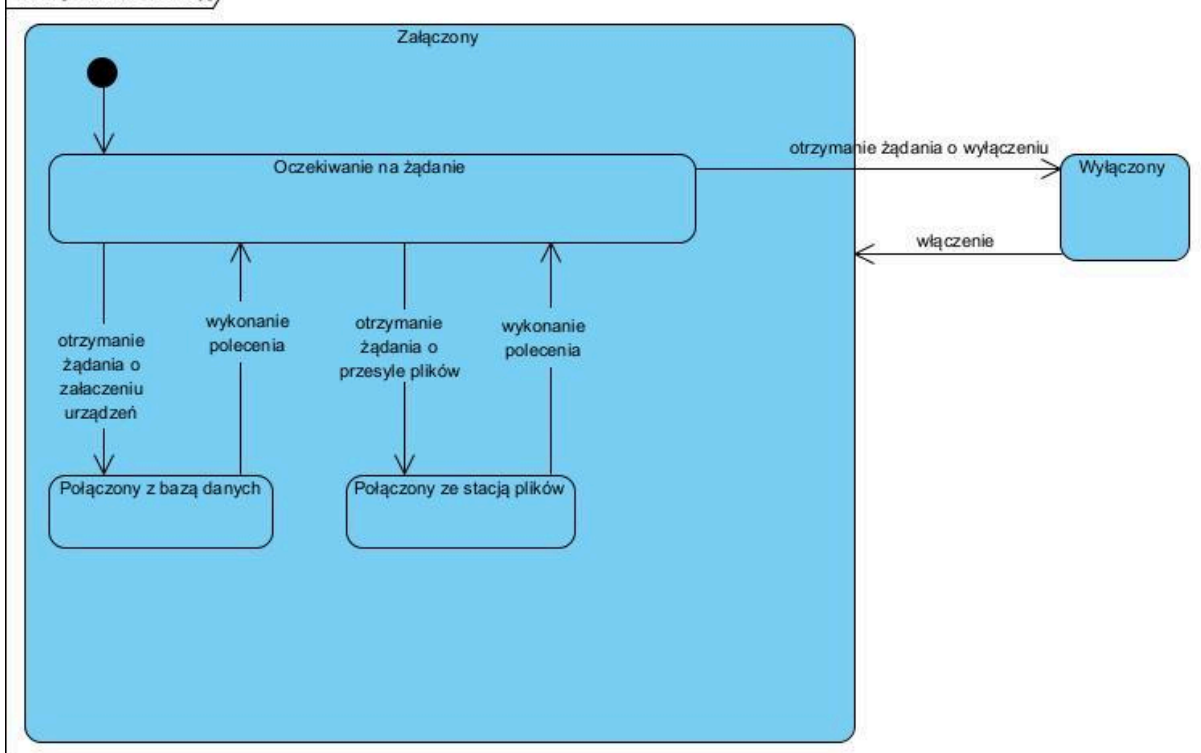 Załączony
Oczekiwanie na żądanie
otrzymanie żądania o wyłączeniu
Wyłączony
włączenie
otrzymanie
żądania o
załaczeniu
urządzeń
wykonanie
polecenia
otrzymanie
żądania o
przesyle plików
wykonanie
polecenia
Połączony z bazą danych
Połączony ze stacją plików